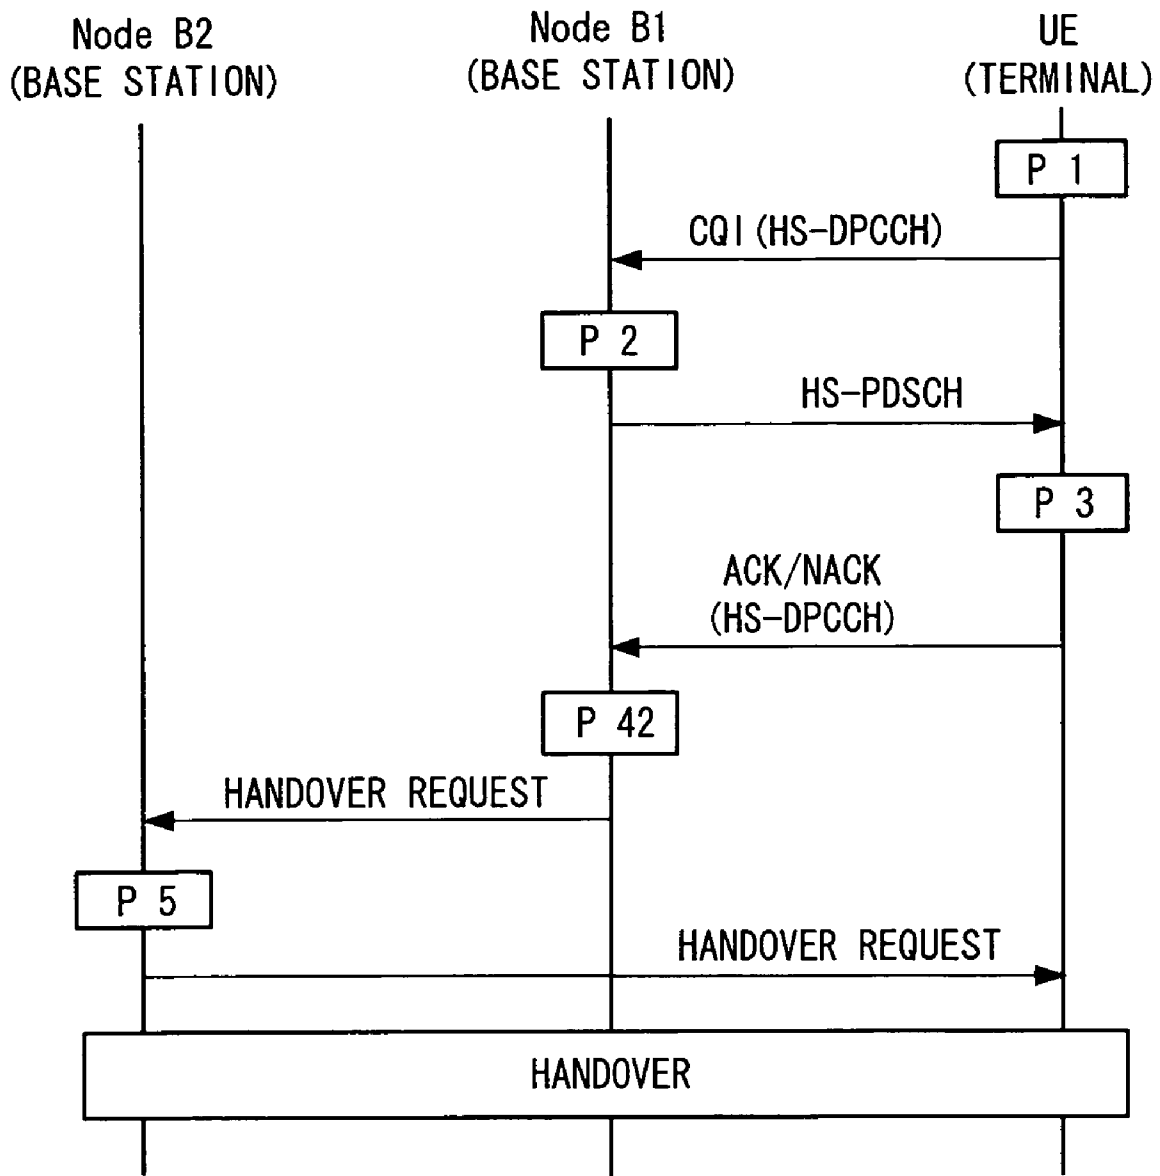 Node B2
(BASE STATION)
Node B1
(BASE STATION)
UE
(TERMINAL)
P 1
CQI (HS-DPCCH)
P 2
HS-PDSCH
P 3
ACK/NACK
(HS-DPCCH)
P 42
HANDOVER REQUEST
P 5
HANDOVER REQUEST
HANDOVER